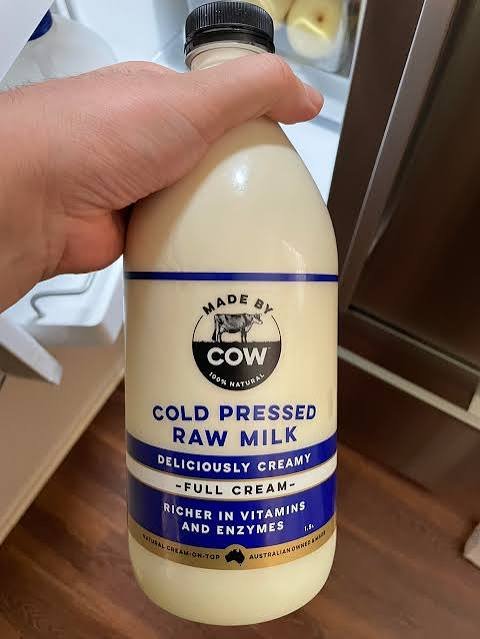 MADE BY
COW
100% NATURAL
COLD PRESSED
RAW MILK
DELICIOUSLY CREAMY
-FULL CREAM-
RICHER IN VITAMINS
AND ENZYMES
1.5L
NATURAL CREAM-ON-TOP AUSTRALIAN OWNED & MADE